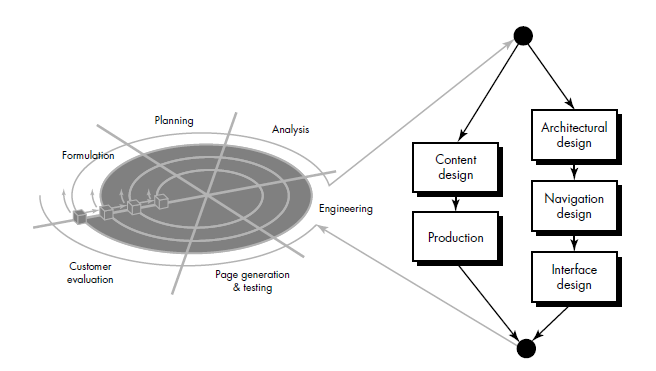 Planning
Analysis
Formulation
Engineering
Customer
evaluation
Page generation
& testing
Content
design
Production
Architectural
design
Navigation
design
Interface
design